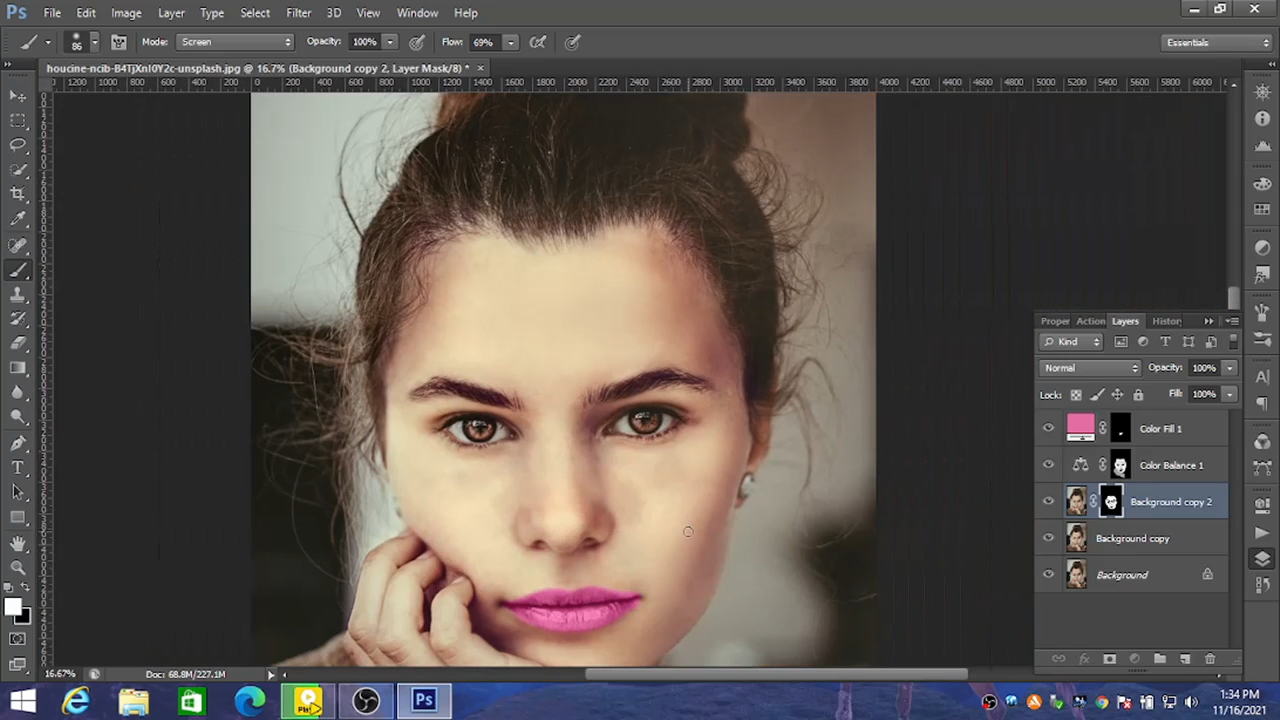 Ps File Edit Image Layer Type Select Filter 3D View Window Help
86 Mode: Screen Opacity: 100% Flow: 69% Essentials
houcine-ncib-B4TjXnI0Y2c-unsplash.jpg @ 16.7% (Background copy 2, Layer Mask/8) * ×
1200 1000 800 600 400 200 0 200 400 600 800 1000 1200 1400 1600 1800 2000 2200 2400 2600 2800 3000 3200 3400 3600 3800 4000 4200 4400 4600 4800 5000 5200 5400 5600 5800 6000
Proper Action Layers Histor
Kind
Normal Opacity: 100%
Lock: Fill: 100%
Color Fill 1
Color Balance 1
Background copy 2
Background copy
Background
16.67% Doc: 68.8M/227.1M
Ps
1:34 PM
11/16/2021